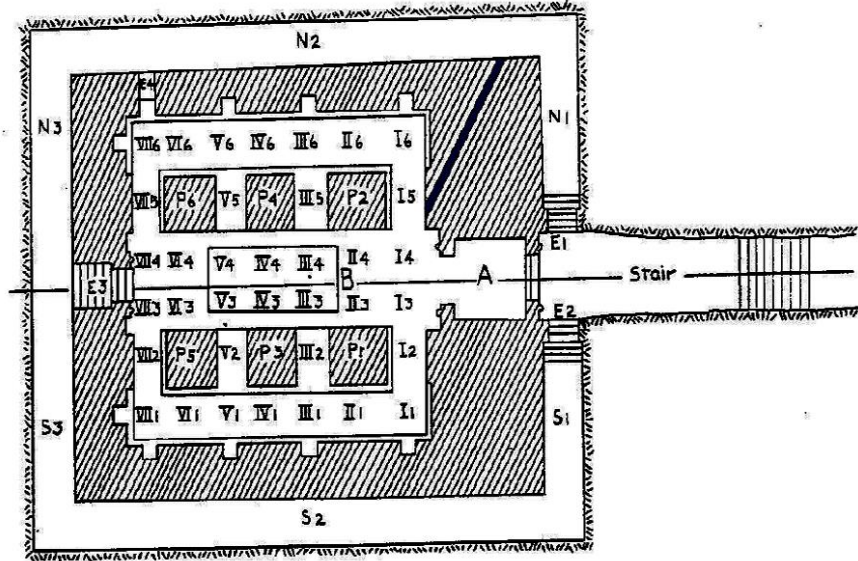 N2
E4
N3
N1
VII6 VI6 V6 IV6 III6 II6 I6
VII5 P6 V5 P4 III5 P2 I5
E1
VII4 VI4 V4 IV4 III4 II4 I4
E3 B A Stair
VII3 VI3 V3 IV3 III3 II3 I3
E2
VII2 P5 V2 P3 III2 P1 I2
S3 VII1 VI1 V1 IV1 III1 II1 I1 S1
S2